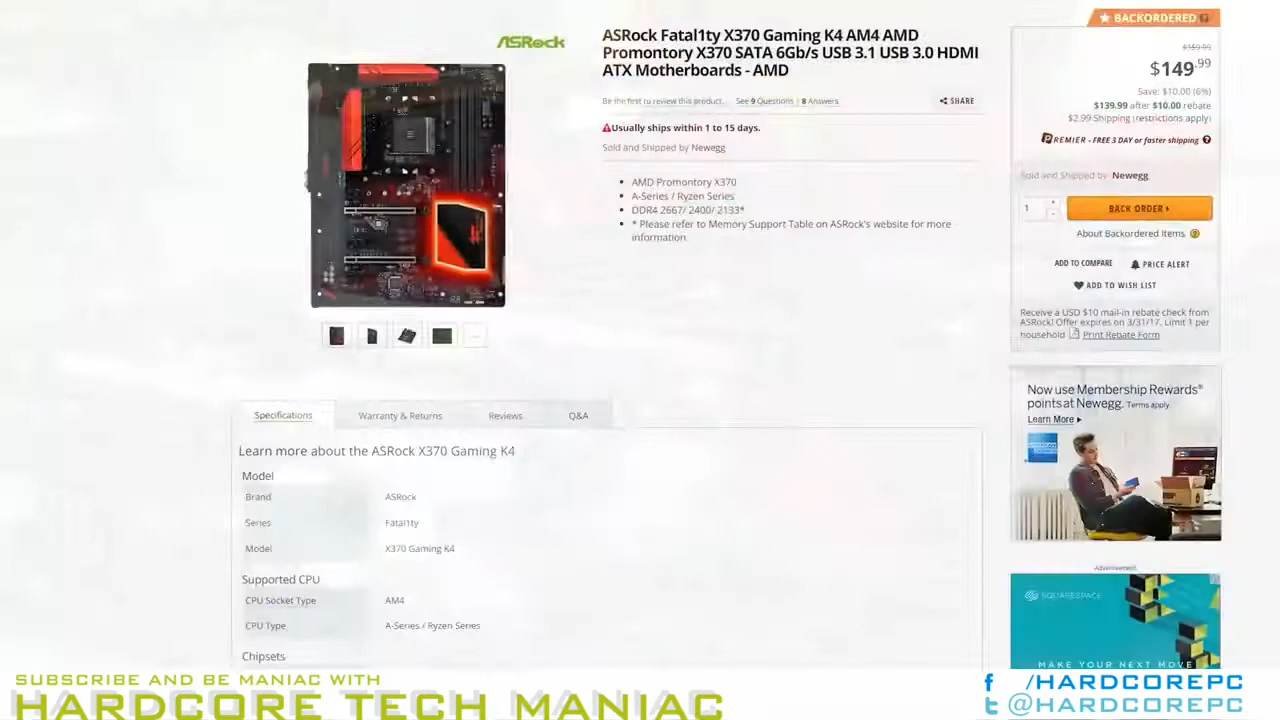 BACKORDERED
ASRock
ASRock Fatal1ty X370 Gaming K4 AM4 AMD
Promontory X370 SATA 6Gb/s USB 3.1 USB 3.0 HDMI
ATX Motherboards - AMD
Be the first to review this product.. See 9 Questions | 8 Answers
SHARE
Usually ships within 1 to 15 days.
Sold and Shipped by Newegg
AMD Promontory X370
A-Series / Ryzen Series
DDR4 2667/ 2400/ 2133*
* Please refer to Memory Support Table on ASRock's website for more
information.
$159.99
$149.99
Save: $10.00 (6%)
$139.99 after $10.00 rebate
$2.99 Shipping (restrictions apply)
PREMIER - FREE 3 DAY or faster shipping ?
Sold and Shipped by Newegg
1
BACK ORDER
About Backordered Items
ADD TO COMPARE
PRICE ALERT
ADD TO WISH LIST
Receive a USD $10 mail-in rebate check from
ASRock! Offer expires on 3/31/17. Limit 1 per
household Print Rebate Form
Now use Membership Rewards®
points at Newegg. Terms apply.
Learn More
Advertisement
SQUARESPACE
MAKE YOUR NEXT MOVE
Specifications
Warranty & Returns
Reviews
Q&A
Learn more about the ASRock X370 Gaming K4
Model
Brand ASRock
Series Fatal1ty
Model X370 Gaming K4
Supported CPU
CPU Socket Type AM4
CPU Type A-Series / Ryzen Series
Chipsets
SUBSCRIBE AND BE MANIAC WITH
HARDCORE TECH MANIAC
f /HARDCOREPC
t @HARDCOREPC